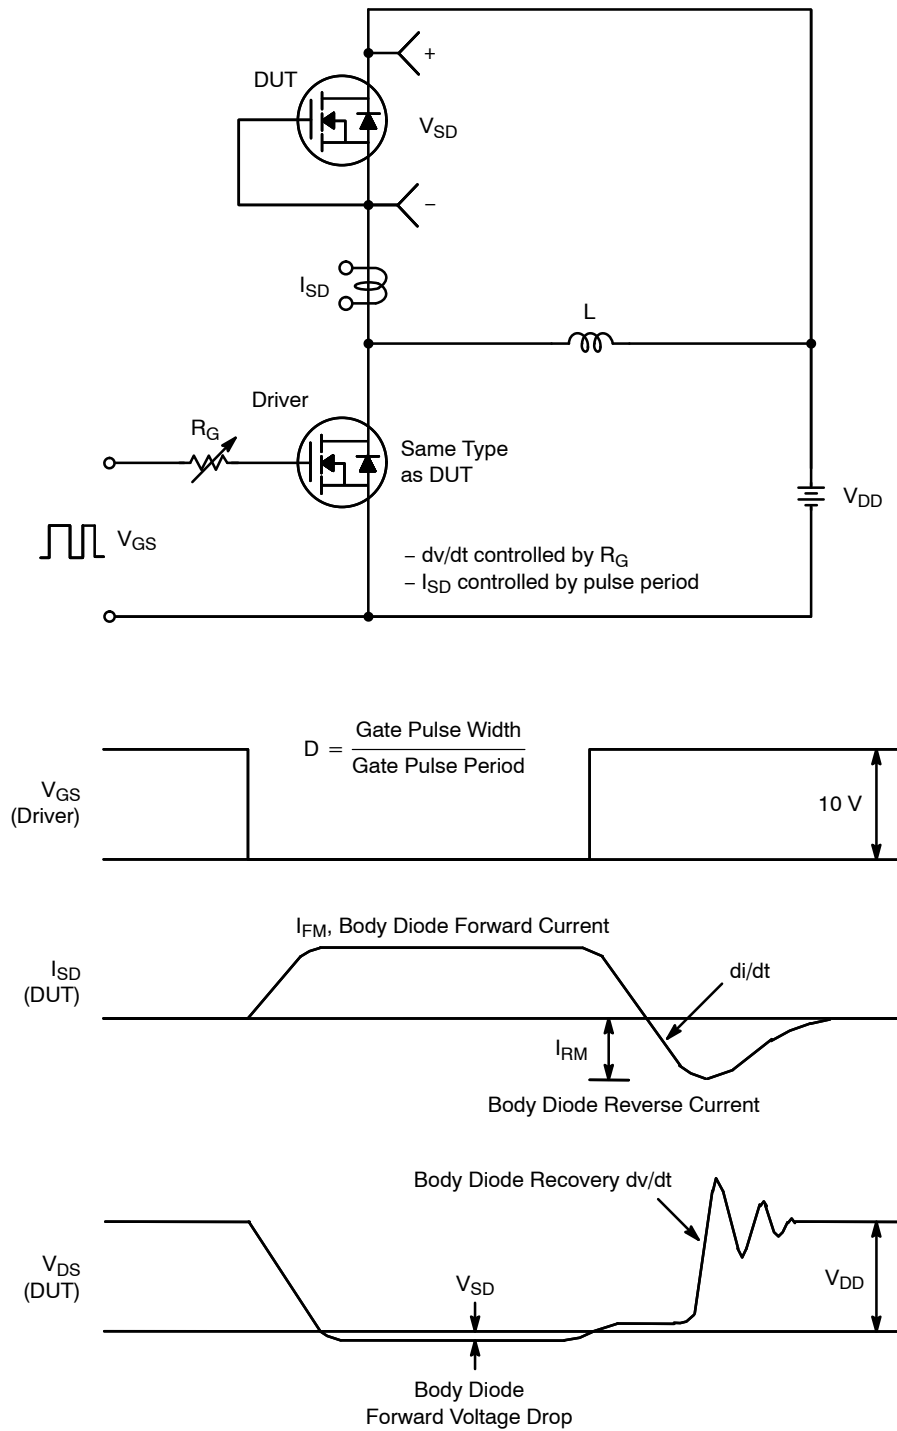 +
DUT
V_SD
−
I_SD
L
Driver
R_G
Same Type
as DUT
V_DD
V_GS
− dv/dt controlled by R_G
− I_SD controlled by pulse period
D = Gate Pulse Width
Gate Pulse Period
V_GS
(Driver)
10 V
I_FM, Body Diode Forward Current
I_SD
(DUT)
di/dt
I_RM
Body Diode Reverse Current
Body Diode Recovery dv/dt
V_DS
(DUT)
V_SD
V_DD
Body Diode
Forward Voltage Drop